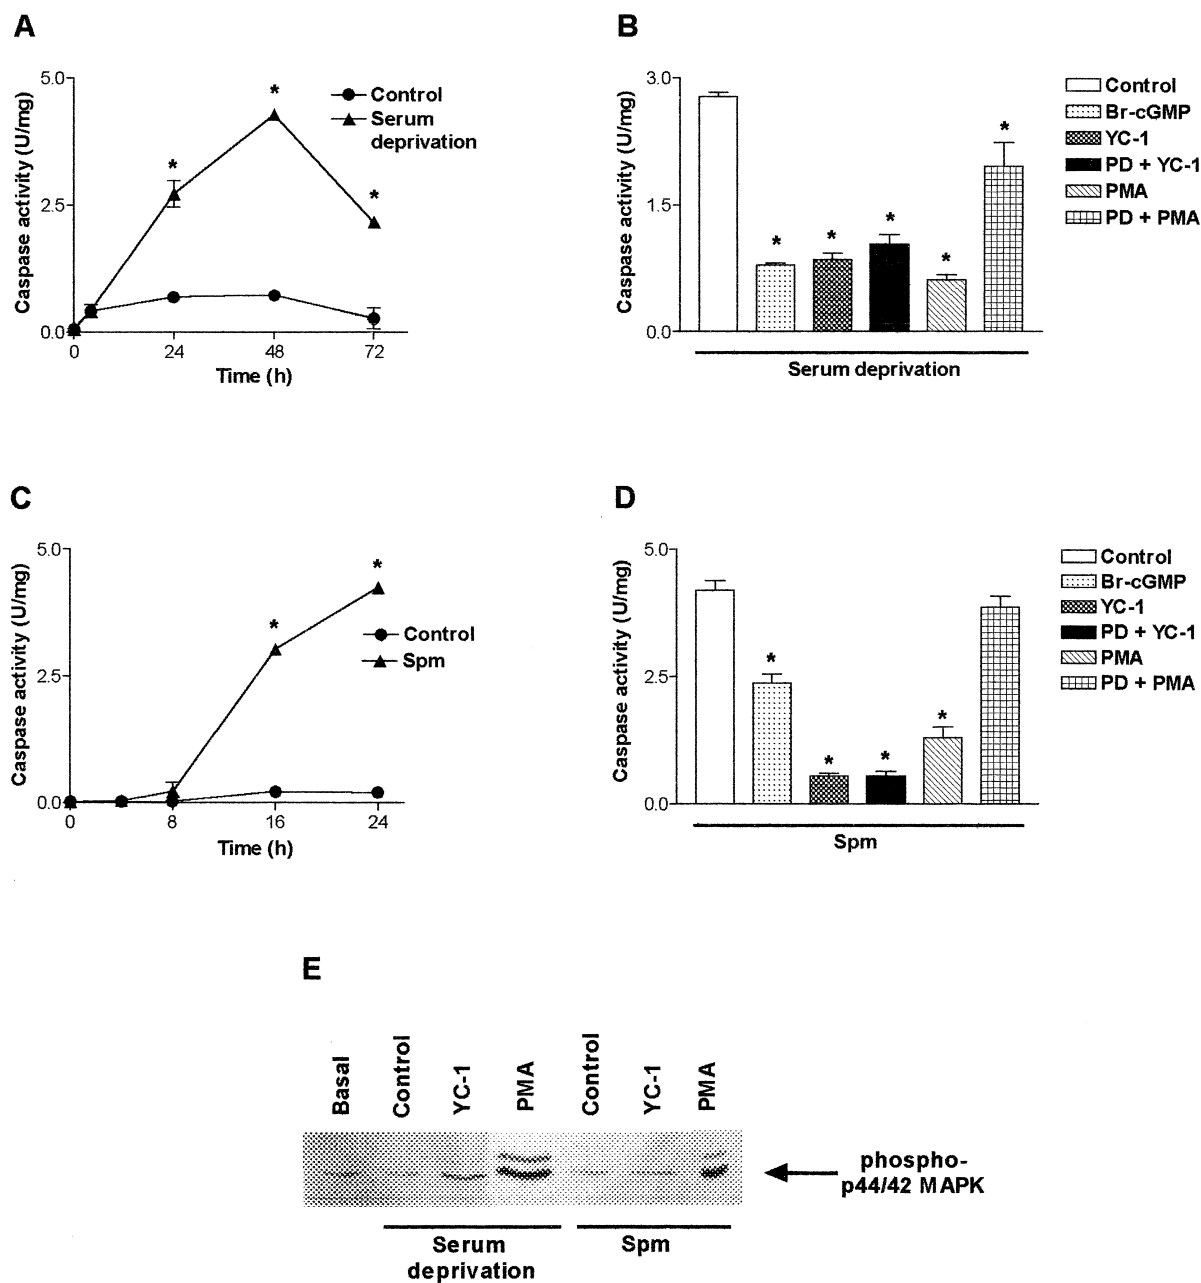 A
5.0
2.5
0.0
Caspase activity (U/mg)
0 24 48 72
Time (h)
* * *
Control
Serum
deprivation
B
3.0
1.5
0.0
Caspase activity (U/mg)
* * * * *
Serum deprivation
Control
Br-cGMP
YC-1
PD + YC-1
PMA
PD + PMA
C
5.0
2.5
0.0
Caspase activity (U/mg)
0 8 16 24
Time (h)
* *
Control
Spm
D
5.0
2.5
0.0
Caspase activity (U/mg)
* * * *
Spm
Control
Br-cGMP
YC-1
PD + YC-1
PMA
PD + PMA
E
Basal
Control
YC-1
PMA
Control
YC-1
PMA
phospho-
p44/42 MAPK
Serum
deprivation
Spm